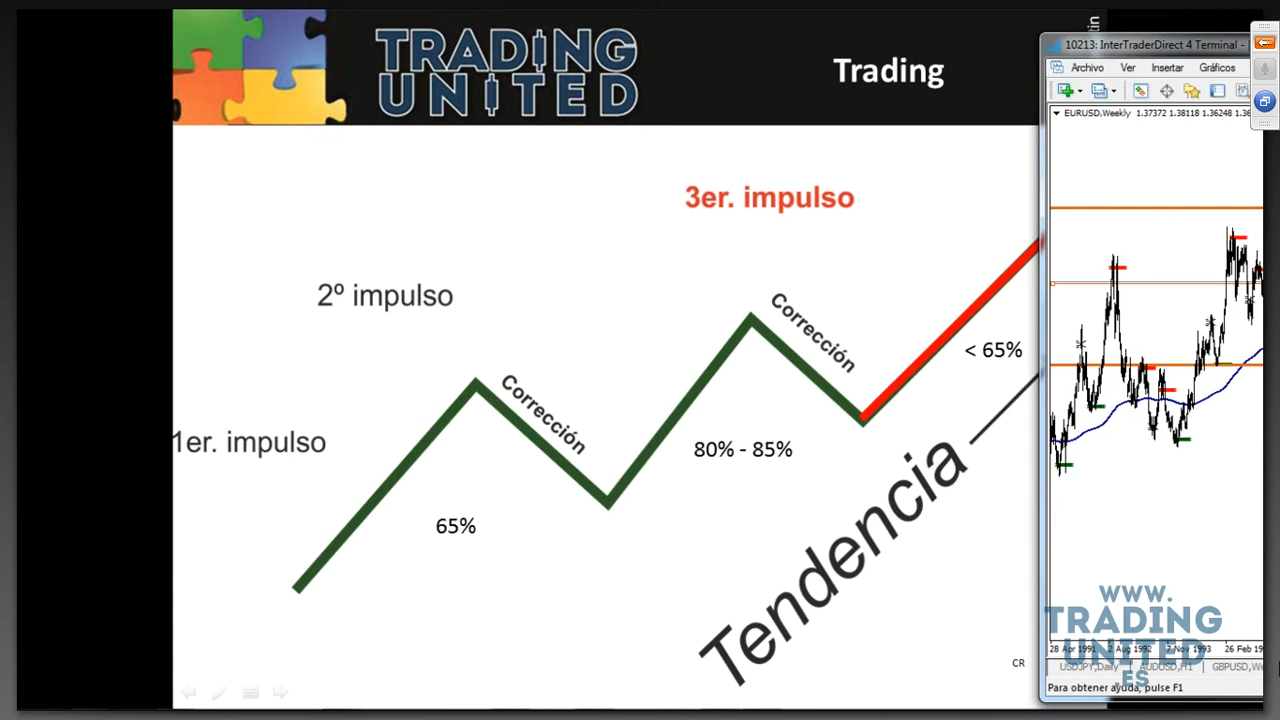 TRADING
UNITED
Trading
3er. impulso
2º impulso
1er. impulso
Corrección
Corrección
65%
80% - 85%
< 65%
Tendencia
CR
10213: InterTraderDirect 4 Terminal -
Archivo Ver Insertar Gráficos
EURUSD,Weekly 1.37372 1.38118 1.36248
28 Apr 1991 2 Aug 1992 7 Nov 1993 26 Feb
USDJPY,Daily AUDUSD,H1
Para obtener ayuda, pulse F1
WWW.
TRADING
UNITED
.ES